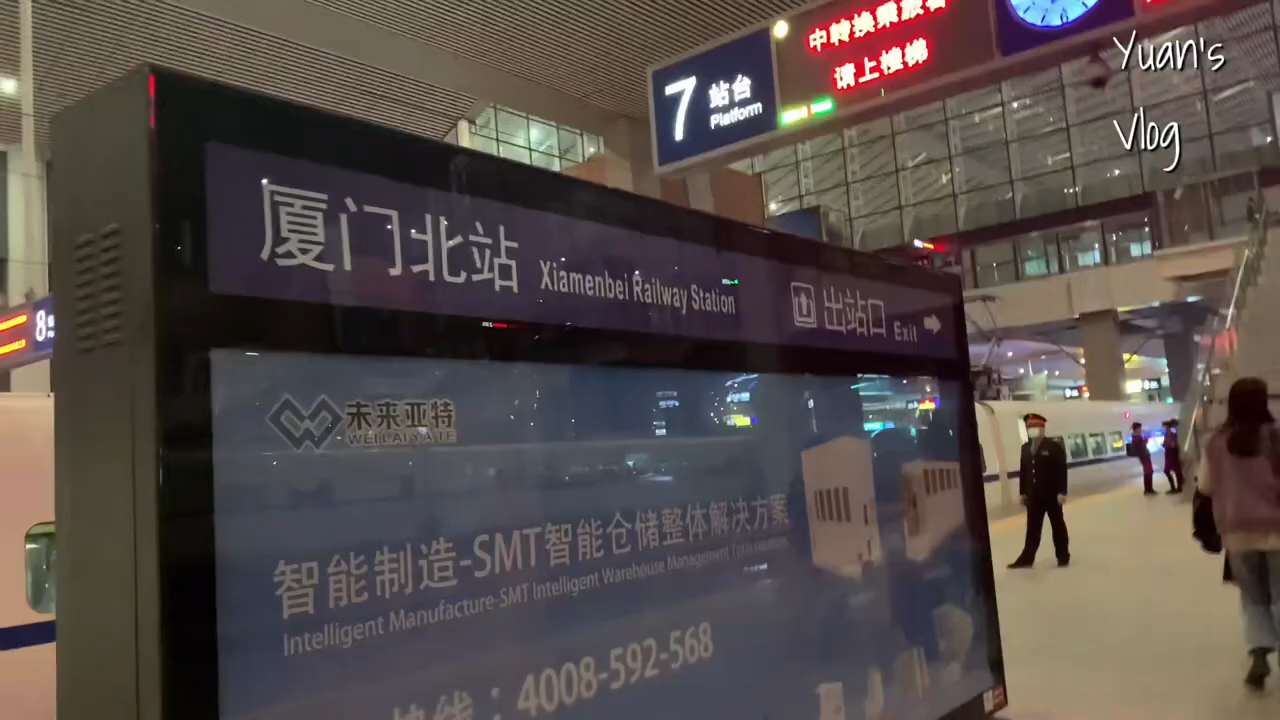 中转换乘旅客
请上楼梯
7 站台
Platform
Yuan's
Vlog
厦门北站 Xiamenbei Railway Station
出站口 Exit
8
未来亚特
WEILAIYATE
智能制造-SMT智能仓储整体解决方案
Intelligent Manufacture-SMT Intelligent Warehouse Management
热线：4008-592-568